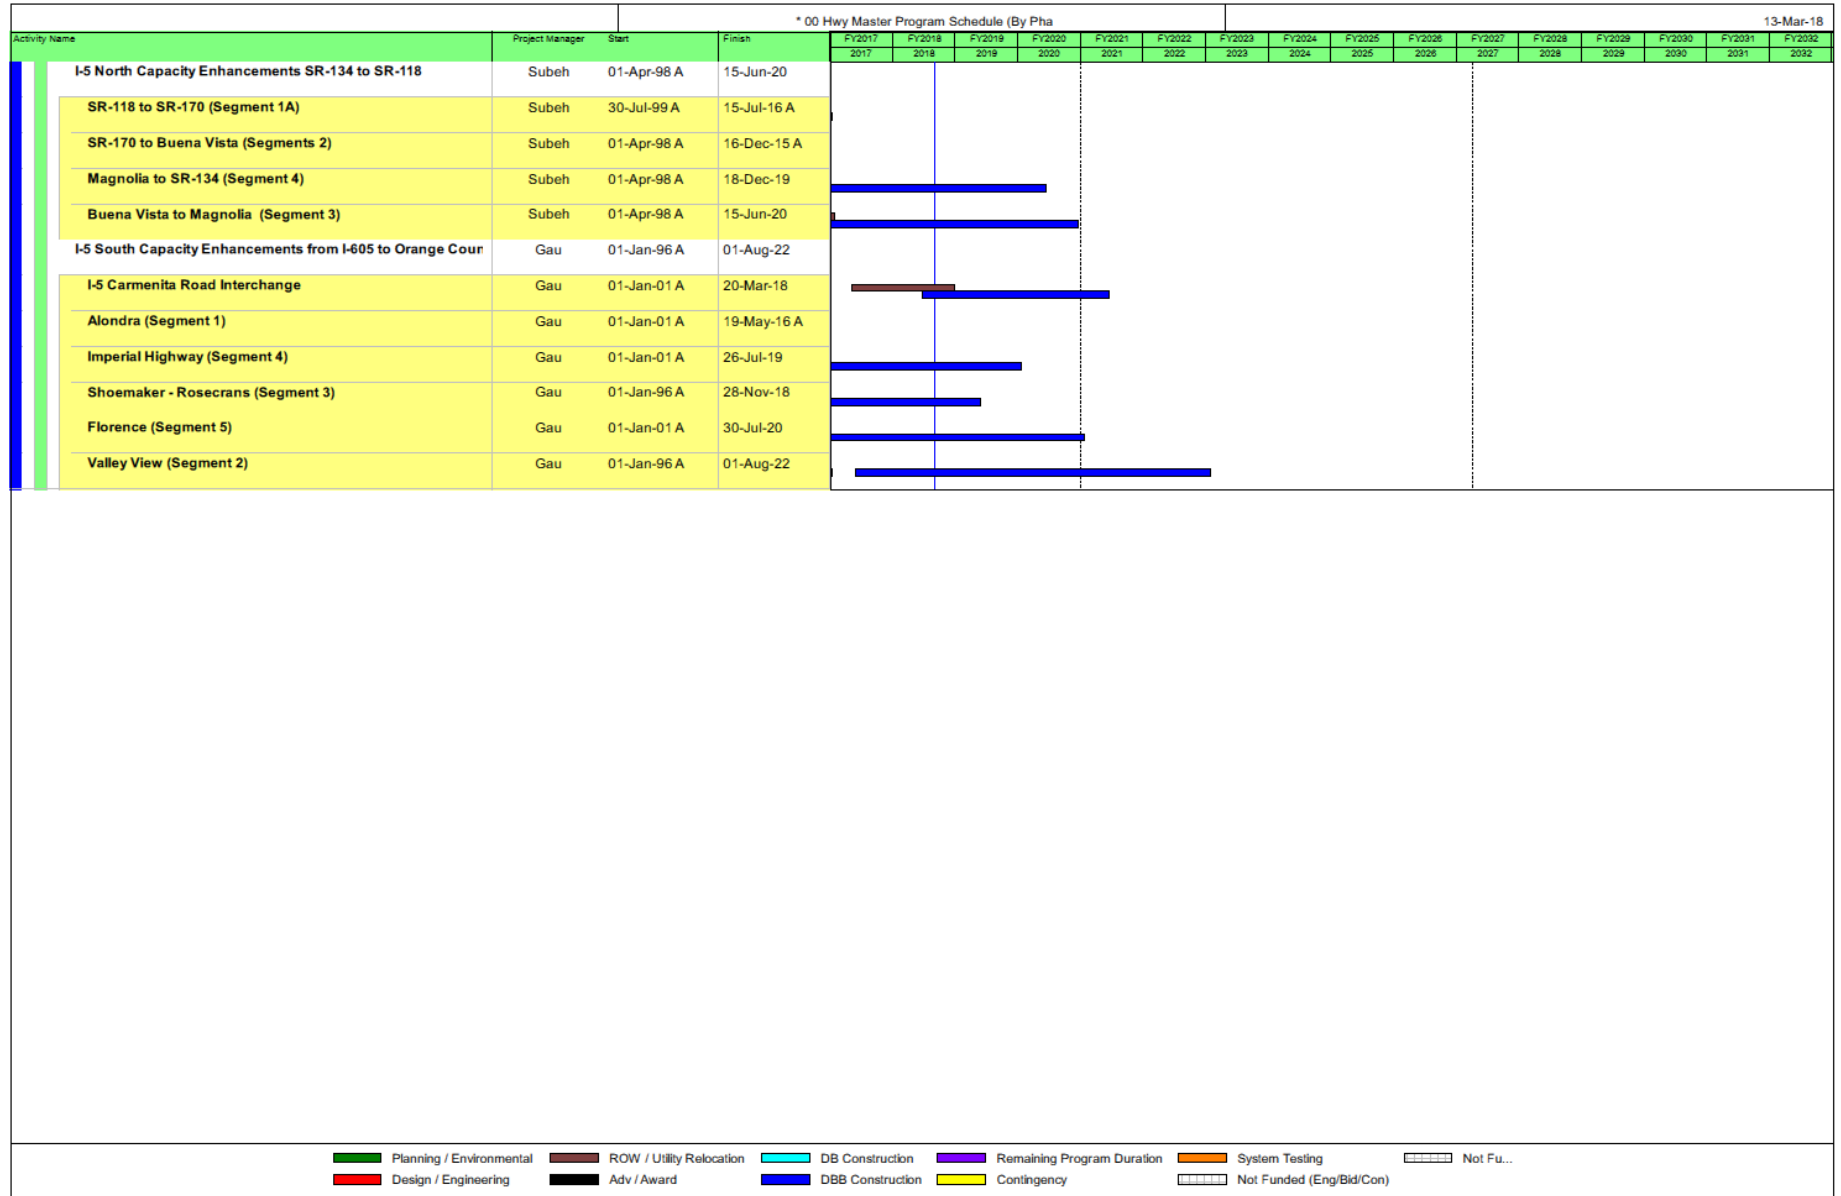 * 00 Hwy Master Program Schedule (By Pha 13-Mar-18
Activity Name Project Manager Start Finish FY2017 FY2018 FY2019 FY2020 FY2021 FY2022 FY2023 FY2024 FY2025 FY2026 FY2027 FY2028 FY2029 FY2030 FY2031 FY2032
2017 2018 2019 2020 2021 2022 2023 2024 2025 2026 2027 2028 2029 2030 2031 2032
I-5 North Capacity Enhancements SR-134 to SR-118 Subeh 01-Apr-98 A 15-Jun-20
SR-118 to SR-170 (Segment 1A) Subeh 30-Jul-99 A 15-Jul-16 A
SR-170 to Buena Vista (Segments 2) Subeh 01-Apr-98 A 16-Dec-15 A
Magnolia to SR-134 (Segment 4) Subeh 01-Apr-98 A 18-Dec-19
Buena Vista to Magnolia (Segment 3) Subeh 01-Apr-98 A 15-Jun-20
I-5 South Capacity Enhancements from I-605 to Orange Coun Gau 01-Jan-96 A 01-Aug-22
I-5 Carmenita Road Interchange Gau 01-Jan-01 A 20-Mar-18
Alondra (Segment 1) Gau 01-Jan-01 A 19-May-16 A
Imperial Highway (Segment 4) Gau 01-Jan-01 A 26-Jul-19
Shoemaker - Rosecrans (Segment 3) Gau 01-Jan-96 A 28-Nov-18
Florence (Segment 5) Gau 01-Jan-01 A 30-Jul-20
Valley View (Segment 2) Gau 01-Jan-96 A 01-Aug-22
Planning / Environmental ROW / Utility Relocation DB Construction Remaining Program Duration System Testing Not Fu...
Design / Engineering Adv / Award DBB Construction Contingency Not Funded (Eng/Bid/Con)